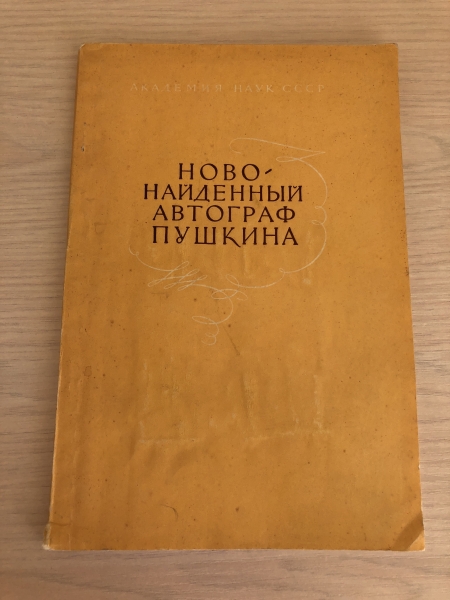 АКАДЕМИЯ НАУК СССР
НОВО-
НАЙДЕННЫЙ
АВТОГРАФ
ПУШКИНА